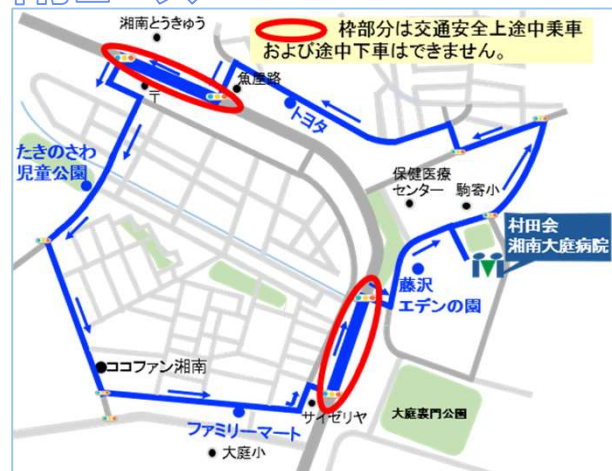 湘南とうきゅう
枠部分は交通安全上途中乗車
および途中下車はできません。
魚屋路
〒
トヨタ
たきのさわ
児童公園
保健医療
センター
駒寄小
村田会
湘南大庭病院
藤沢
エデンの園
ココファン湘南
サイゼリヤ
ファミリーマート
大庭裏門公園
大庭小